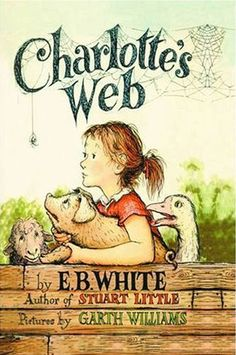 Charlotte's
Web
by E.B. WHITE
Author of STUART LITTLE
Pictures by GARTH WILLIAMS